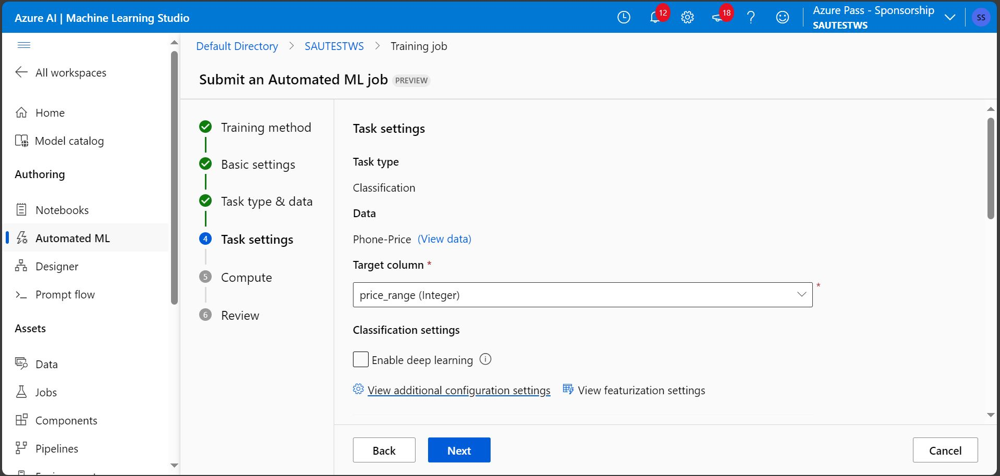 Azure AI | Machine Learning Studio
12
18
Azure Pass - Sponsorship
SAUTESTWS
SS
All workspaces
Home
Model catalog
Authoring
Notebooks
Automated ML
Designer
Prompt flow
Assets
Data
Jobs
Components
Pipelines
Default Directory > SAUTESTWS > Training job
Submit an Automated ML job PREVIEW
Training method
Basic settings
Task type & data
4 Task settings
5 Compute
6 Review
Task settings
Task type
Classification
Data
Phone-Price (View data)
Target column *
price_range (Integer) *
Classification settings
Enable deep learning
View additional configuration settings View featurization settings
Back Next Cancel